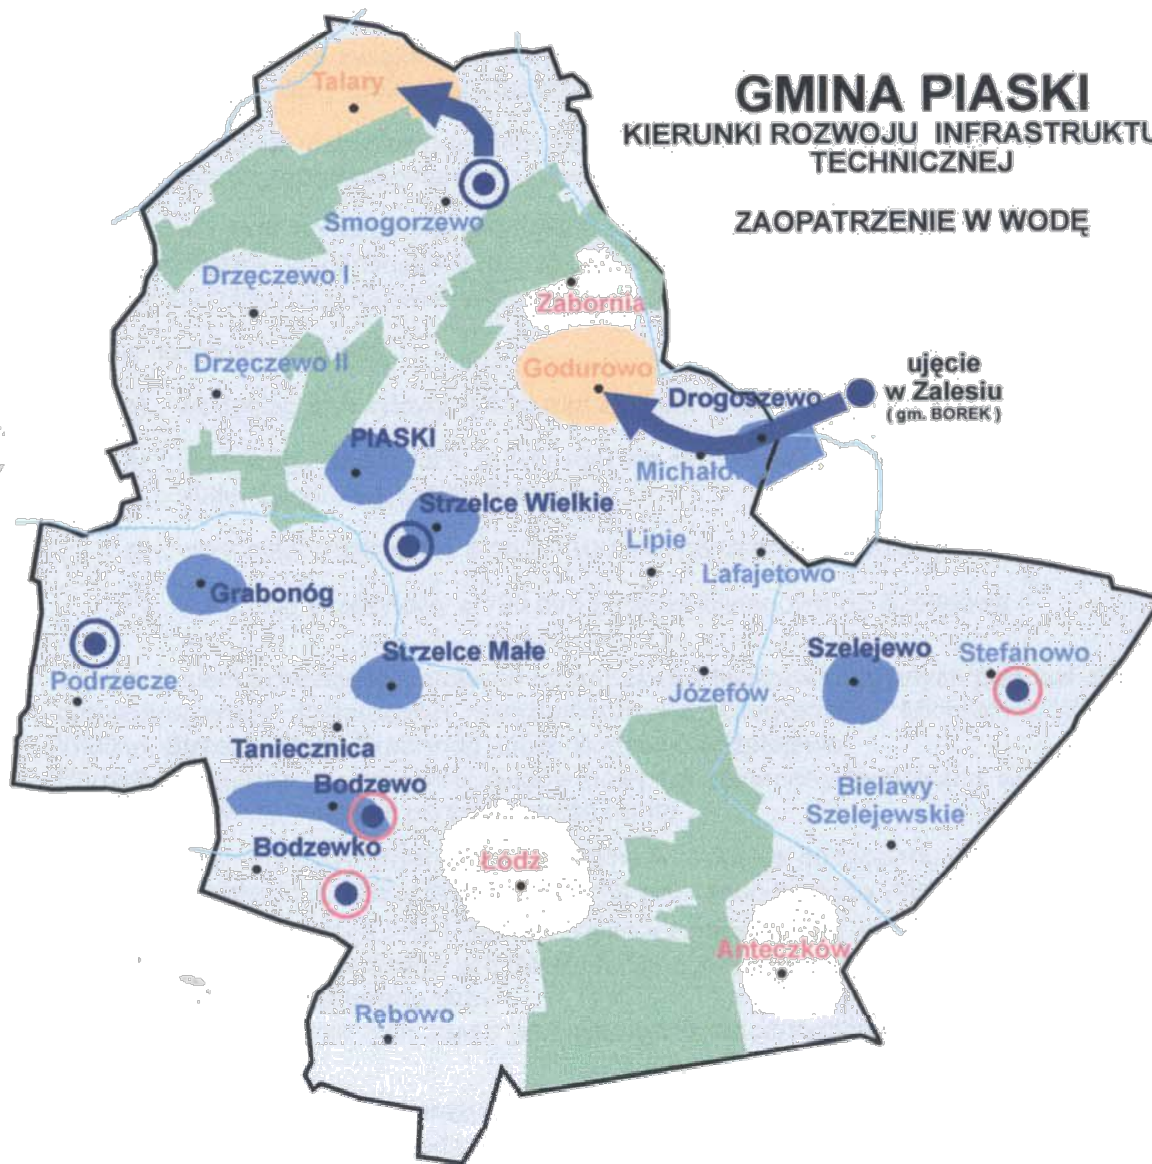 GMINA PIASKI
KIERUNKI ROZWOJU INFRASTRUKTU
TECHNICZNEJ
ZAOPATRZENIE W WODĘ
Talary
Smogorzewo
Drzęczewo I
Zabornia
Drzęczewo II
Godurowo
Drogoszewo
ujęcie
w Zalesiu
( gm. BOREK )
PIASKI
Michało
Strzelce Wielkie
Lipie
Lafajetowo
Grabonóg
Strzelce Małe
Szelejewo
Stefanowo
Podrzecze
Józefów
Taniecznica
Bodzewo
Bielawy
Szelejewskie
Bodzewko
Łódz
Anteczków
Rębowo